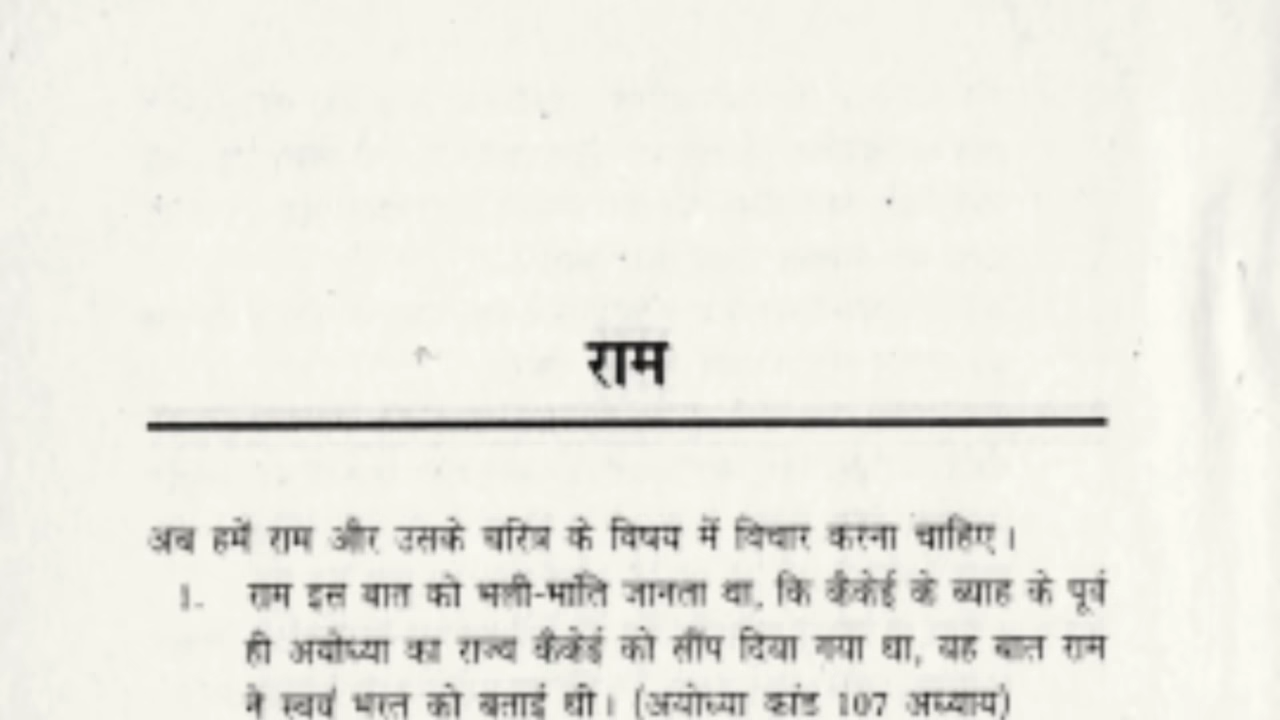 राम
अब हमें राम और उसके चरित्र के विषय में विचार करना चाहिए।
1. राम इस बात को भली-भांति जानता था, कि कैकेई के ब्याह के पूर्व
ही अयोध्या का राज्य कैकेई को सौंप दिया गया था, यह बात राम
ने स्वयं भरत को बताई थी। (अयोध्या कांड 107 अध्याय)